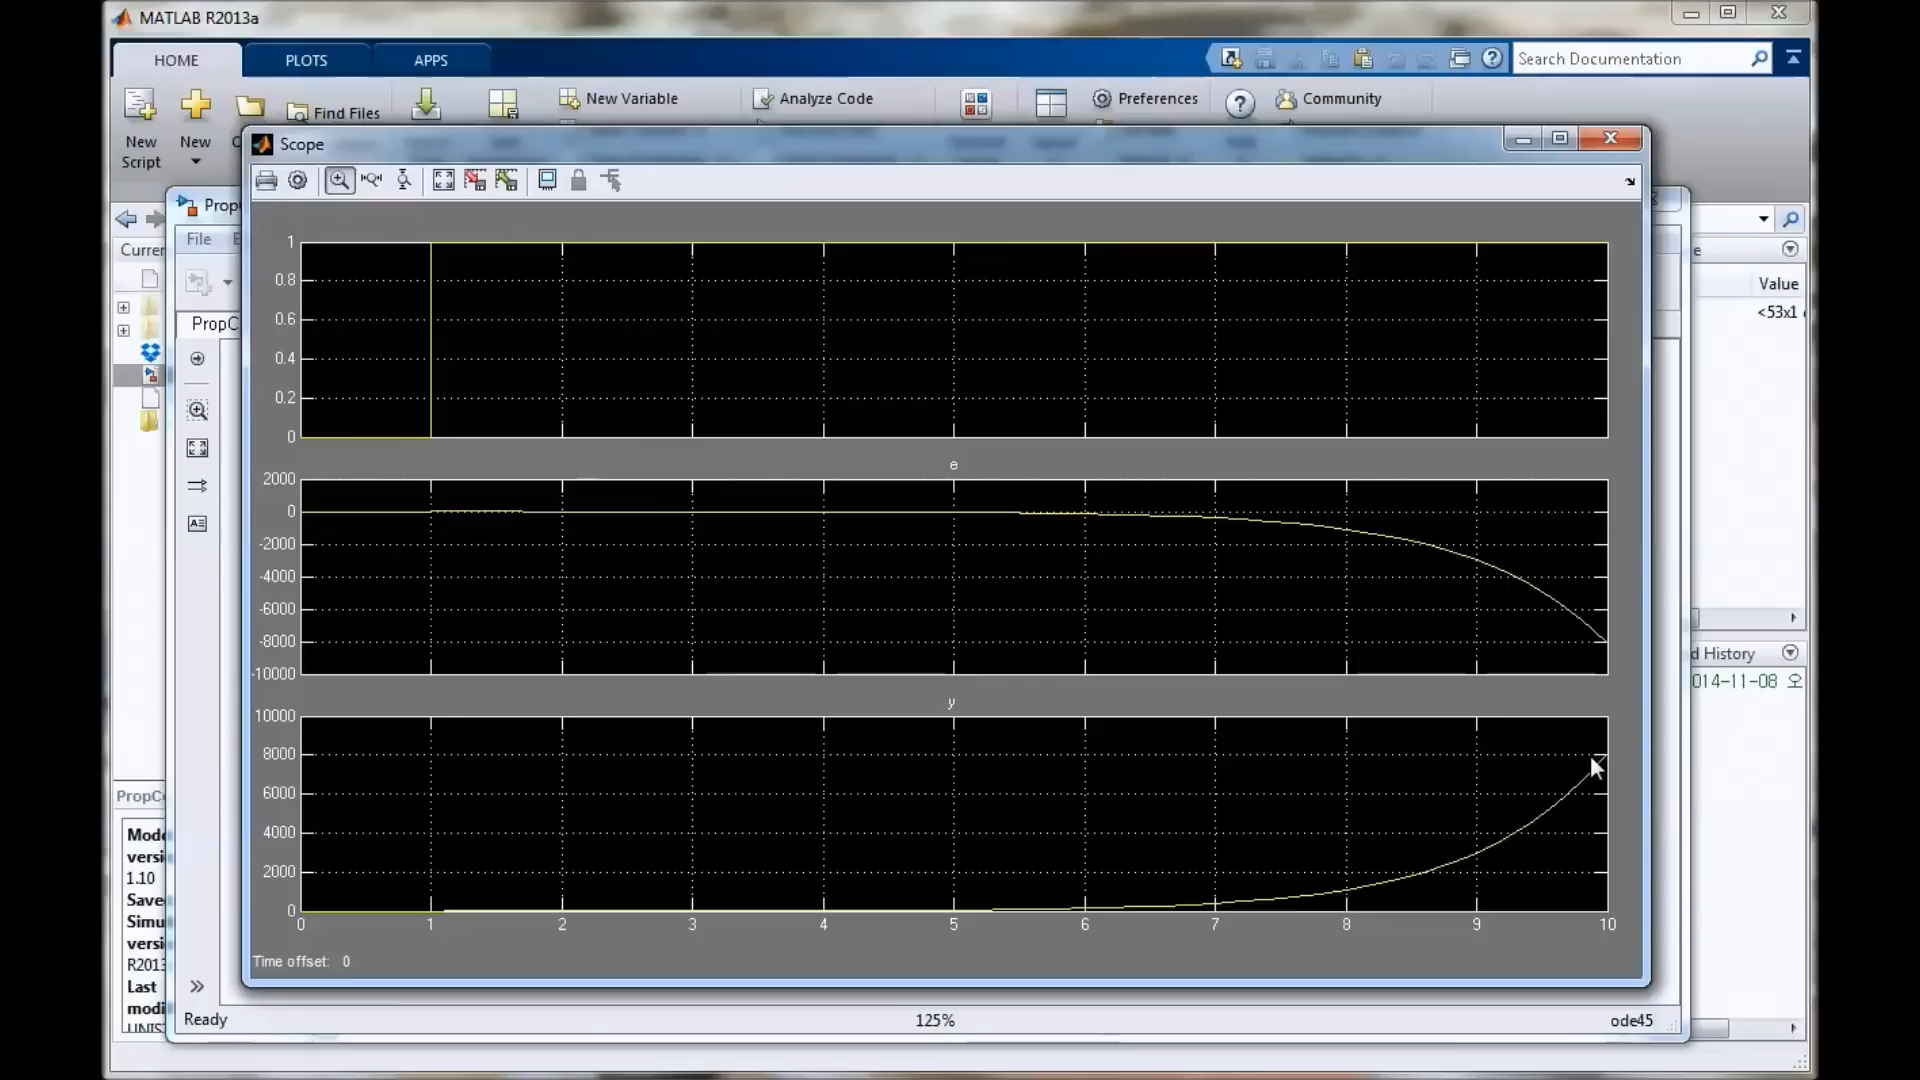 MATLAB R2013a
HOME
PLOTS
APPS
Search Documentation
Find Files
New Variable
Analyze Code
Preferences
Community
New Script
New
Scope
File
Curren
PropC
Value
<53x1
1
0.8
0.6
0.4
0.2
0
e
2000
0
-2000
-4000
-6000
-8000
-10000
y
10000
8000
6000
4000
2000
0
0 1 2 3 4 5 6 7 8 9 10
Time offset: 0
d History
014-11-08 오
PropCo
Mode
versi
1.10
Save
Simu
versi
R2013
Last
modi
UNIS
Ready
125%
ode45